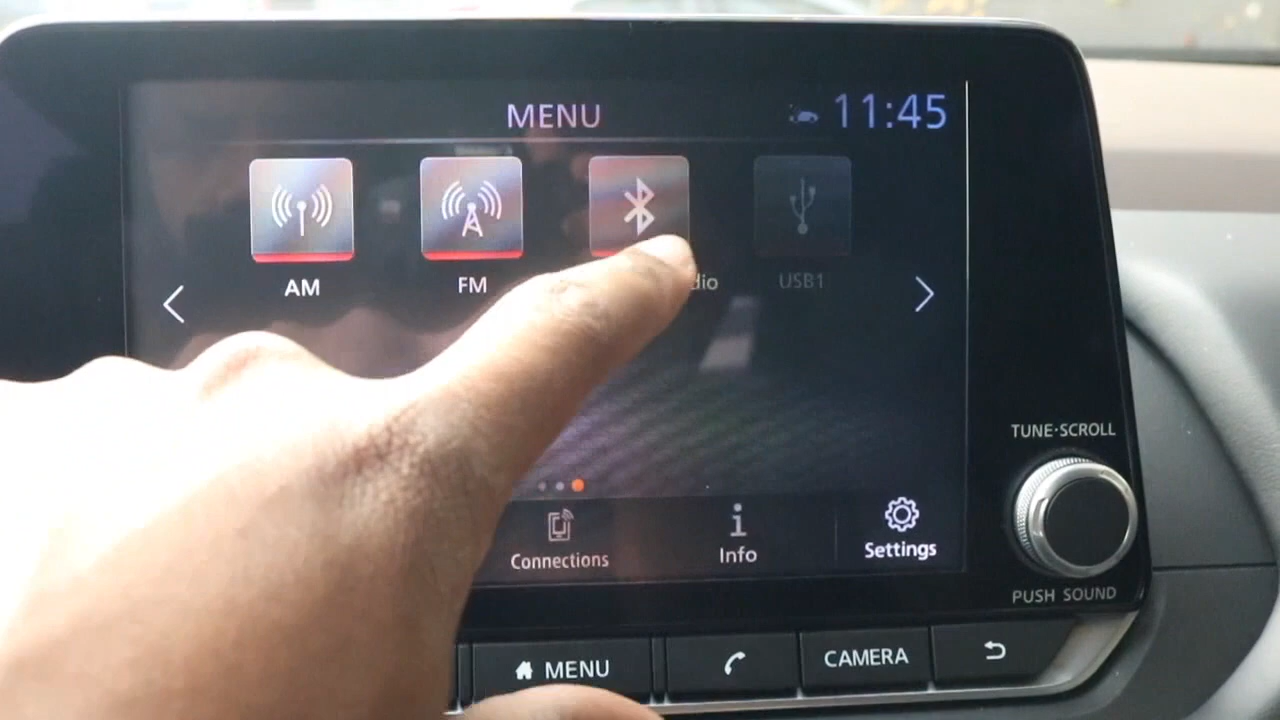 MENU
11:45
AM
FM
dio
USB1
TUNE·SCROLL
Connections
Info
Settings
PUSH SOUND
MENU
CAMERA